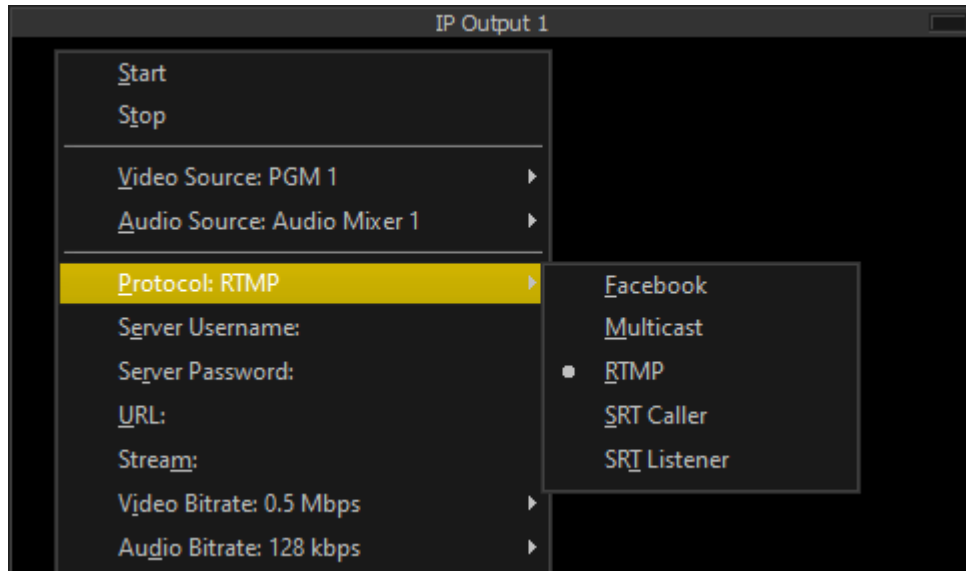 IP Output 1
Start
Stop
Video Source: PGM 1
Audio Source: Audio Mixer 1
Protocol: RTMP
Server Username:
Server Password:
URL:
Stream:
Video Bitrate: 0.5 Mbps
Audio Bitrate: 128 kbps
Facebook
Multicast
RTMP
SRT Caller
SRT Listener